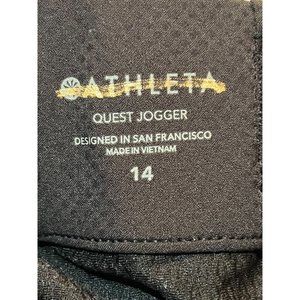 ATHLETA
QUEST JOGGER
DESIGNED IN SAN FRANCISCO
MADE IN VIETNAM
14